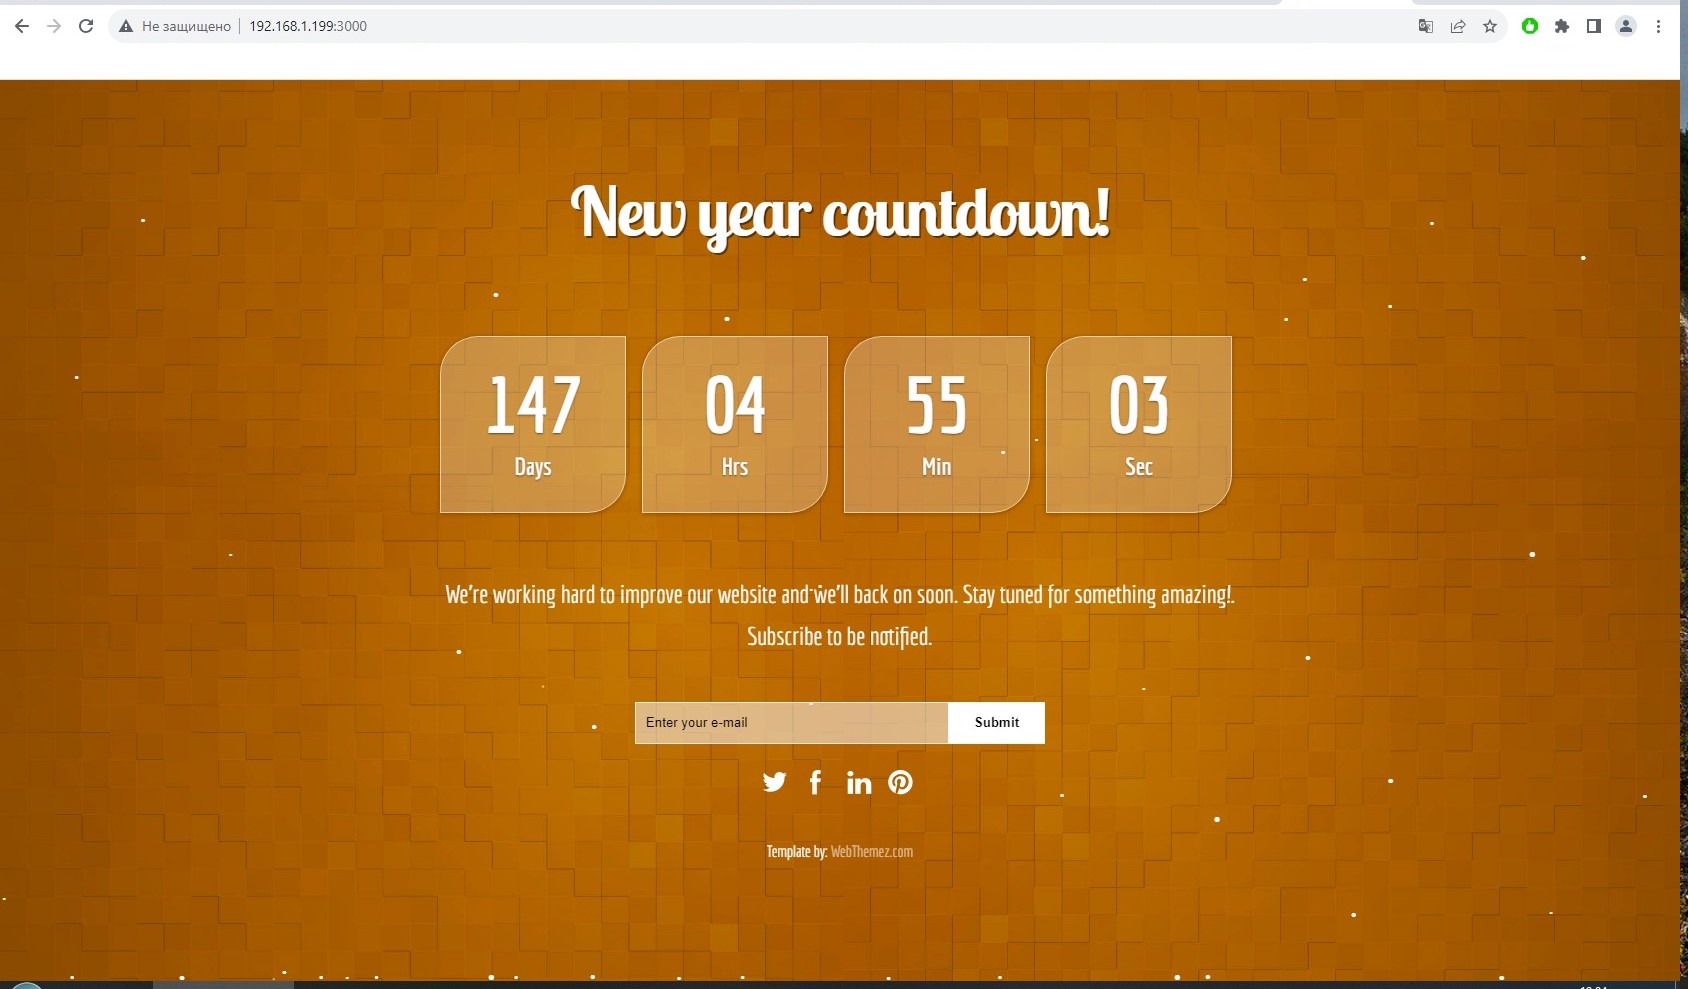 Не защищено
192.168.1.199:3000
New year countdown!
147 04 55 03
Days Hrs Min Sec
We're working hard to improve our website and we'll back on soon. Stay tuned for something amazing!.
Subscribe to be notified.
Enter your e-mail Submit
Template by: WebThemez.com